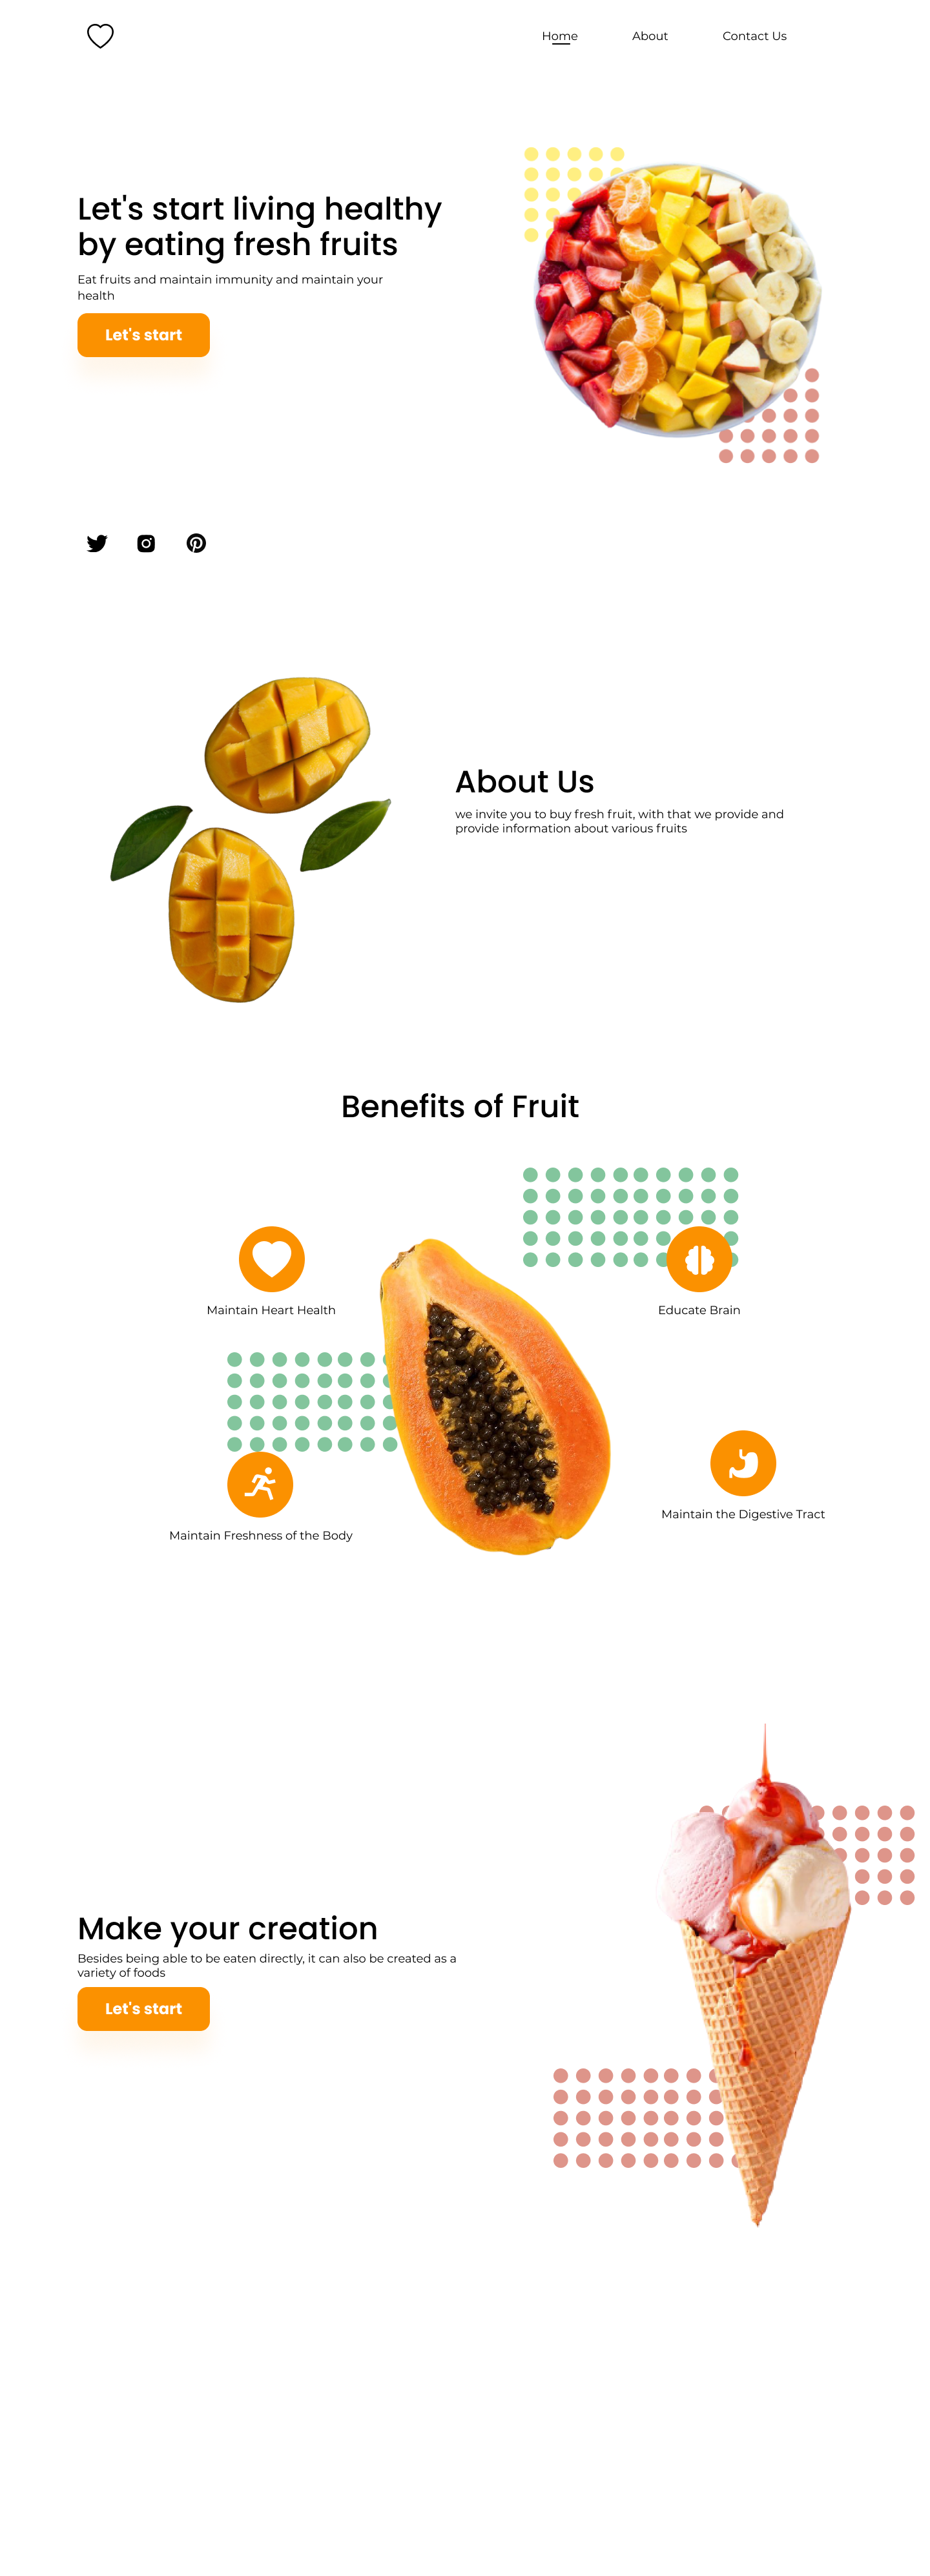 Home About Contact Us
Let's start living healthy
by eating fresh fruits
Eat fruits and maintain immunity and maintain your
health
Let's start
About Us
we invite you to buy fresh fruit, with that we provide and
provide information about various fruits
Benefits of Fruit
Maintain Heart Health
Educate Brain
Maintain the Digestive Tract
Maintain Freshness of the Body
Make your creation
Besides being able to be eaten directly, it can also be created as a
variety of foods
Let's start